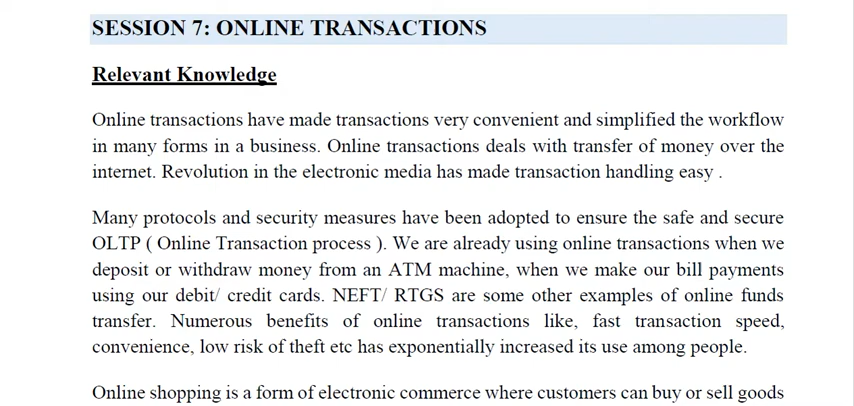 SESSION 7: ONLINE TRANSACTIONS
Relevant Knowledge
Online transactions have made transactions very convenient and simplified the workflow
in many forms in a business. Online transactions deals with transfer of money over the
internet. Revolution in the electronic media has made transaction handling easy .
Many protocols and security measures have been adopted to ensure the safe and secure
OLTP ( Online Transaction process ). We are already using online transactions when we
deposit or withdraw money from an ATM machine, when we make our bill payments
using our debit/ credit cards. NEFT/ RTGS are some other examples of online funds
transfer. Numerous benefits of online transactions like, fast transaction speed,
convenience, low risk of theft etc has exponentially increased its use among people.
Online shopping is a form of electronic commerce where customers can buy or sell goods